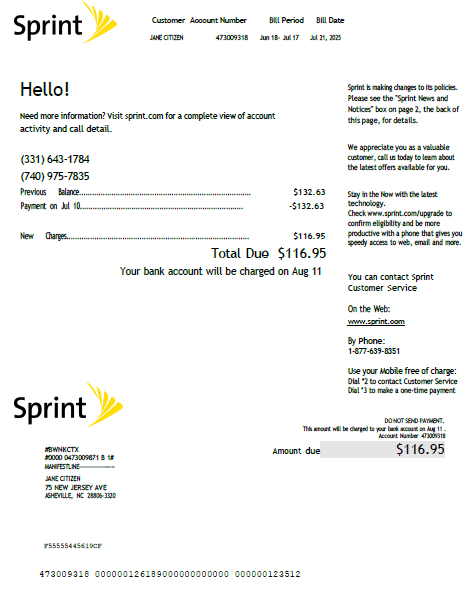 Sprint
Customer Account Number Bill Period Bill Date
JANE CITIZEN 473009318 Jun 18- Jul 17 Jul 21, 2025
Hello!
Need more information? Visit sprint.com for a complete view of account
activity and call detail.
(331) 643-1784
(740) 975-7835
Previous Balance........................................................................ $132.63
Payment on Jul 10.................................................................... -$132.63
New Charges............................................................................. $116.95
Total Due $116.95
Your bank account will be charged on Aug 11
Sprint is making changes to its policies.
Please see the "Sprint News and
Notices" box on page 2, the back of
this page, for details.
We appreciate you as a valuable
customer, call us today to learn about
the latest offers available for you.
Stay in the Now with the latest
technology.
Check www.sprint.com/upgrade to
confirm eligibility and be more
productive with a phone that gives you
speedy access to web, email and more.
You can contact Sprint
Customer Service
On the Web:
www.sprint.com
By Phone:
1-877-639-8351
Use your Mobile free of charge:
Dial *2 to contact Customer Service
Dial *3 to make a one-time payment
Sprint
DO NOT SEND PAYMENT.
This amount will be charged to your bank account on Aug 11 .
Account Number 473009318
Amount due $116.95
#BWNKCTX
#0000 0473009871 B 1#
MANIFESTLINE-----------------
JANE CITIZEN
75 NEW JERSEY AVE
ASHEVILLE, NC 28806-3320
F55555445619CF
473009318 000000126189000000000000 000000123512